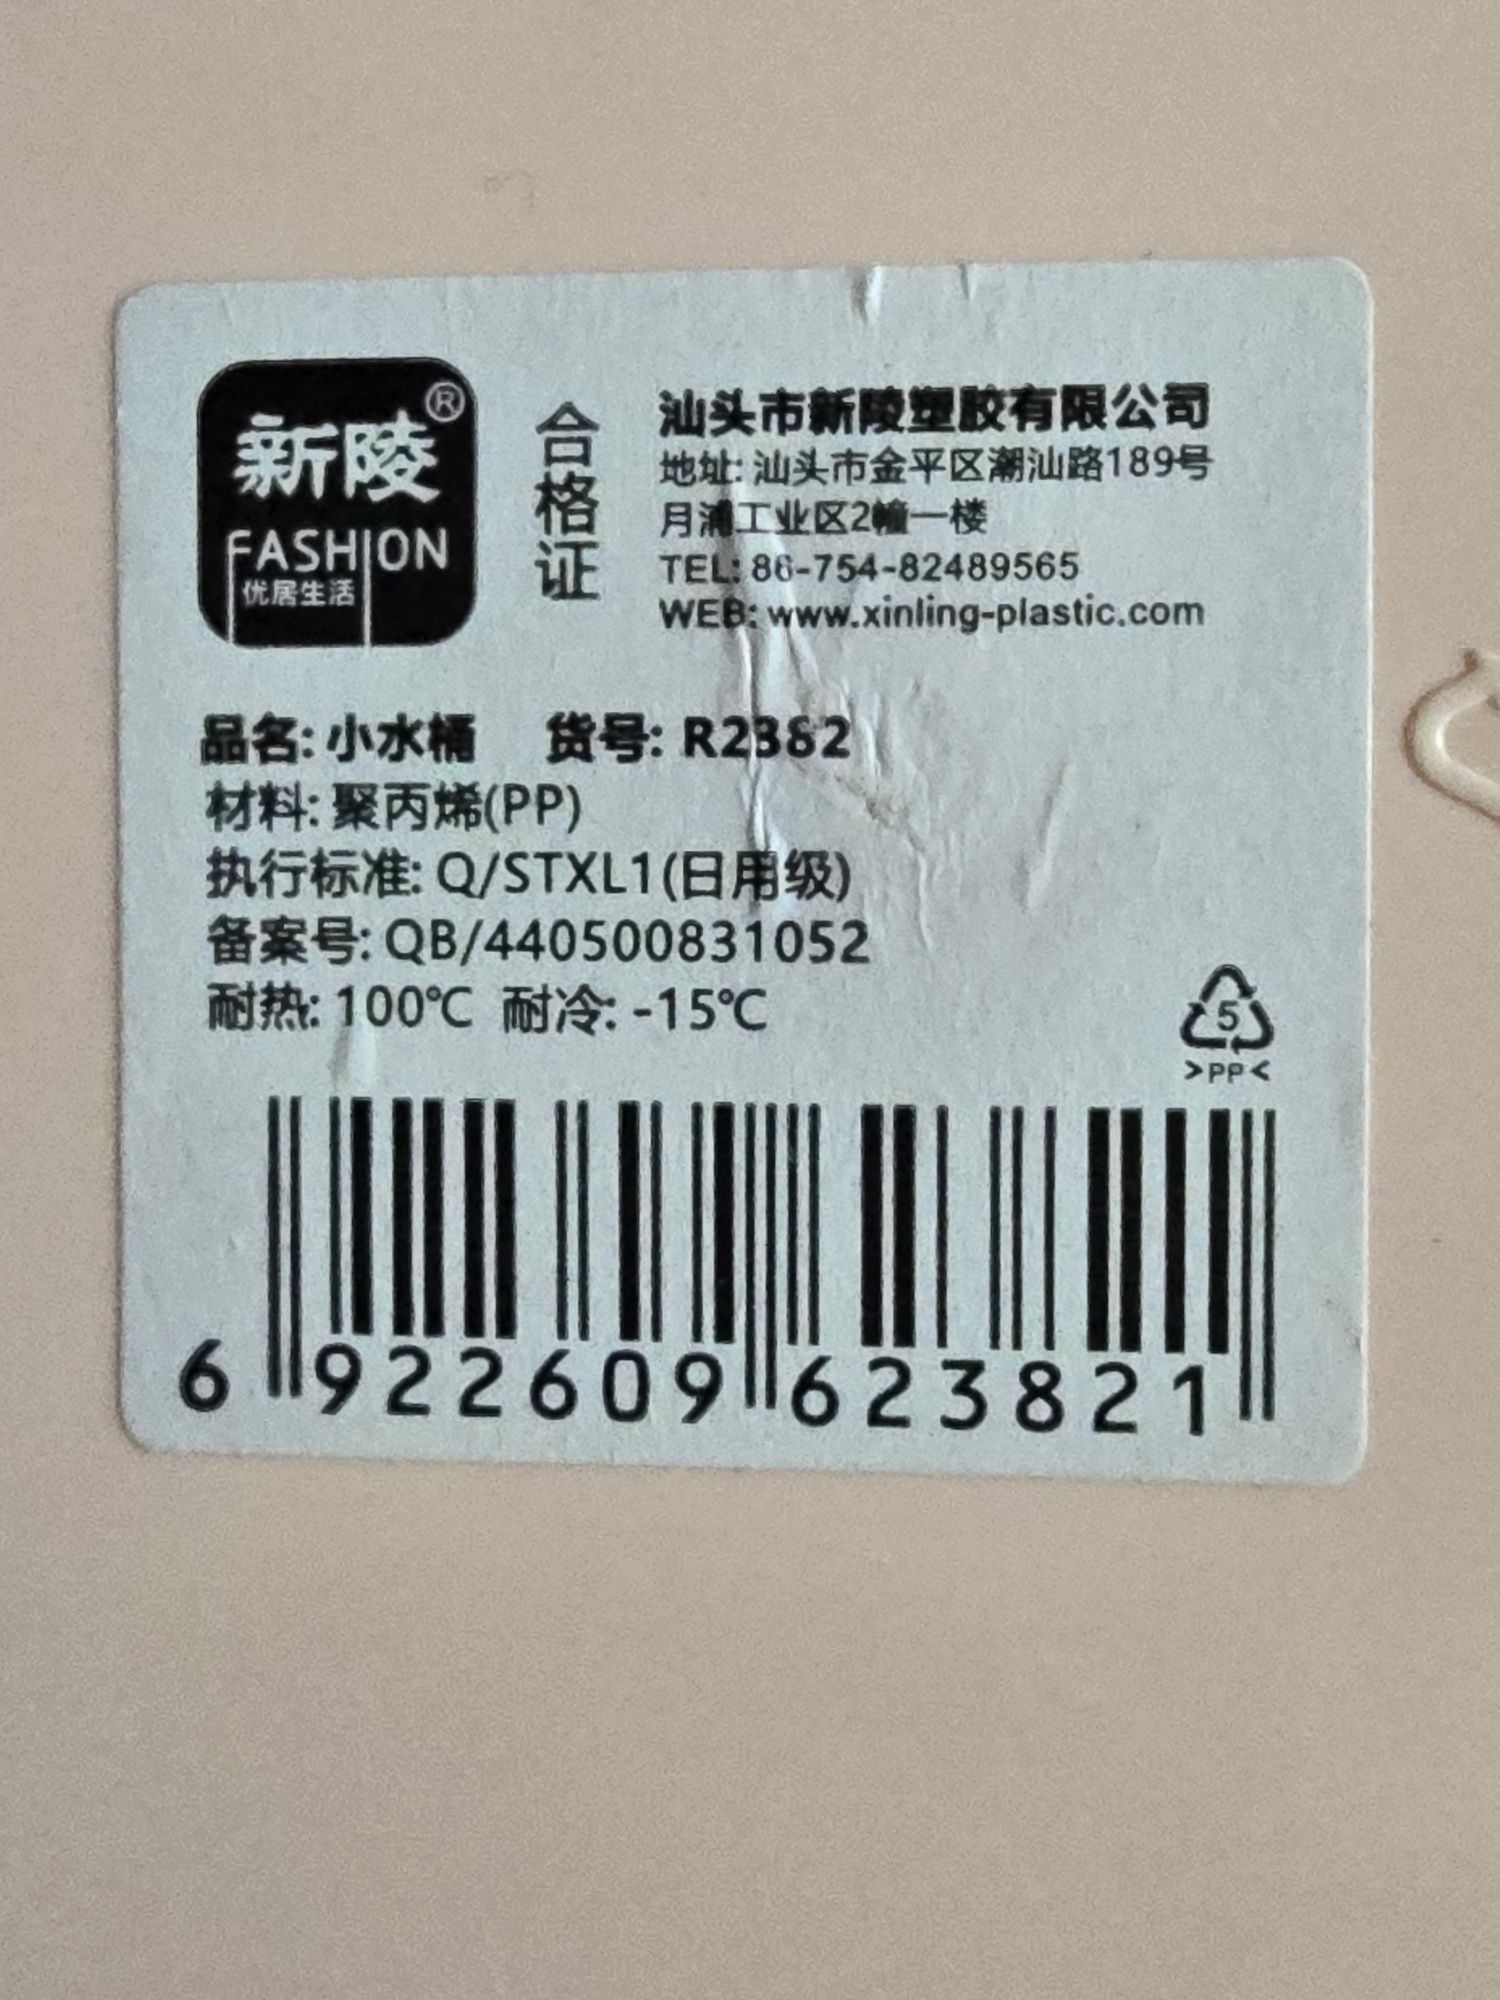 新陵®
FASHION
优居生活
合格证
汕头市新陵塑胶有限公司
地址: 汕头市金平区潮汕路189号
月浦工业区2幢一楼
TEL: 86-754-82489565
WEB: www.xinling-plastic.com
品名: 小水桶 货号: R2382
材料: 聚丙烯(PP)
执行标准: Q/STXL1(日用级)
备案号: QB/440500831052
耐热: 100℃ 耐冷: -15℃
5
>PP<
6 922609 623821